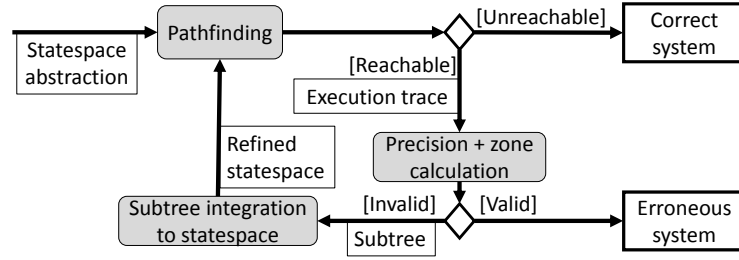 Statespace
abstraction
Pathfinding
[Unreachable]
Correct
system
[Reachable]
Execution trace
Precision + zone
calculation
Refined
statespace
Subtree integration
to statespace
[Invalid]
Subtree
[Valid]
Erroneous
system